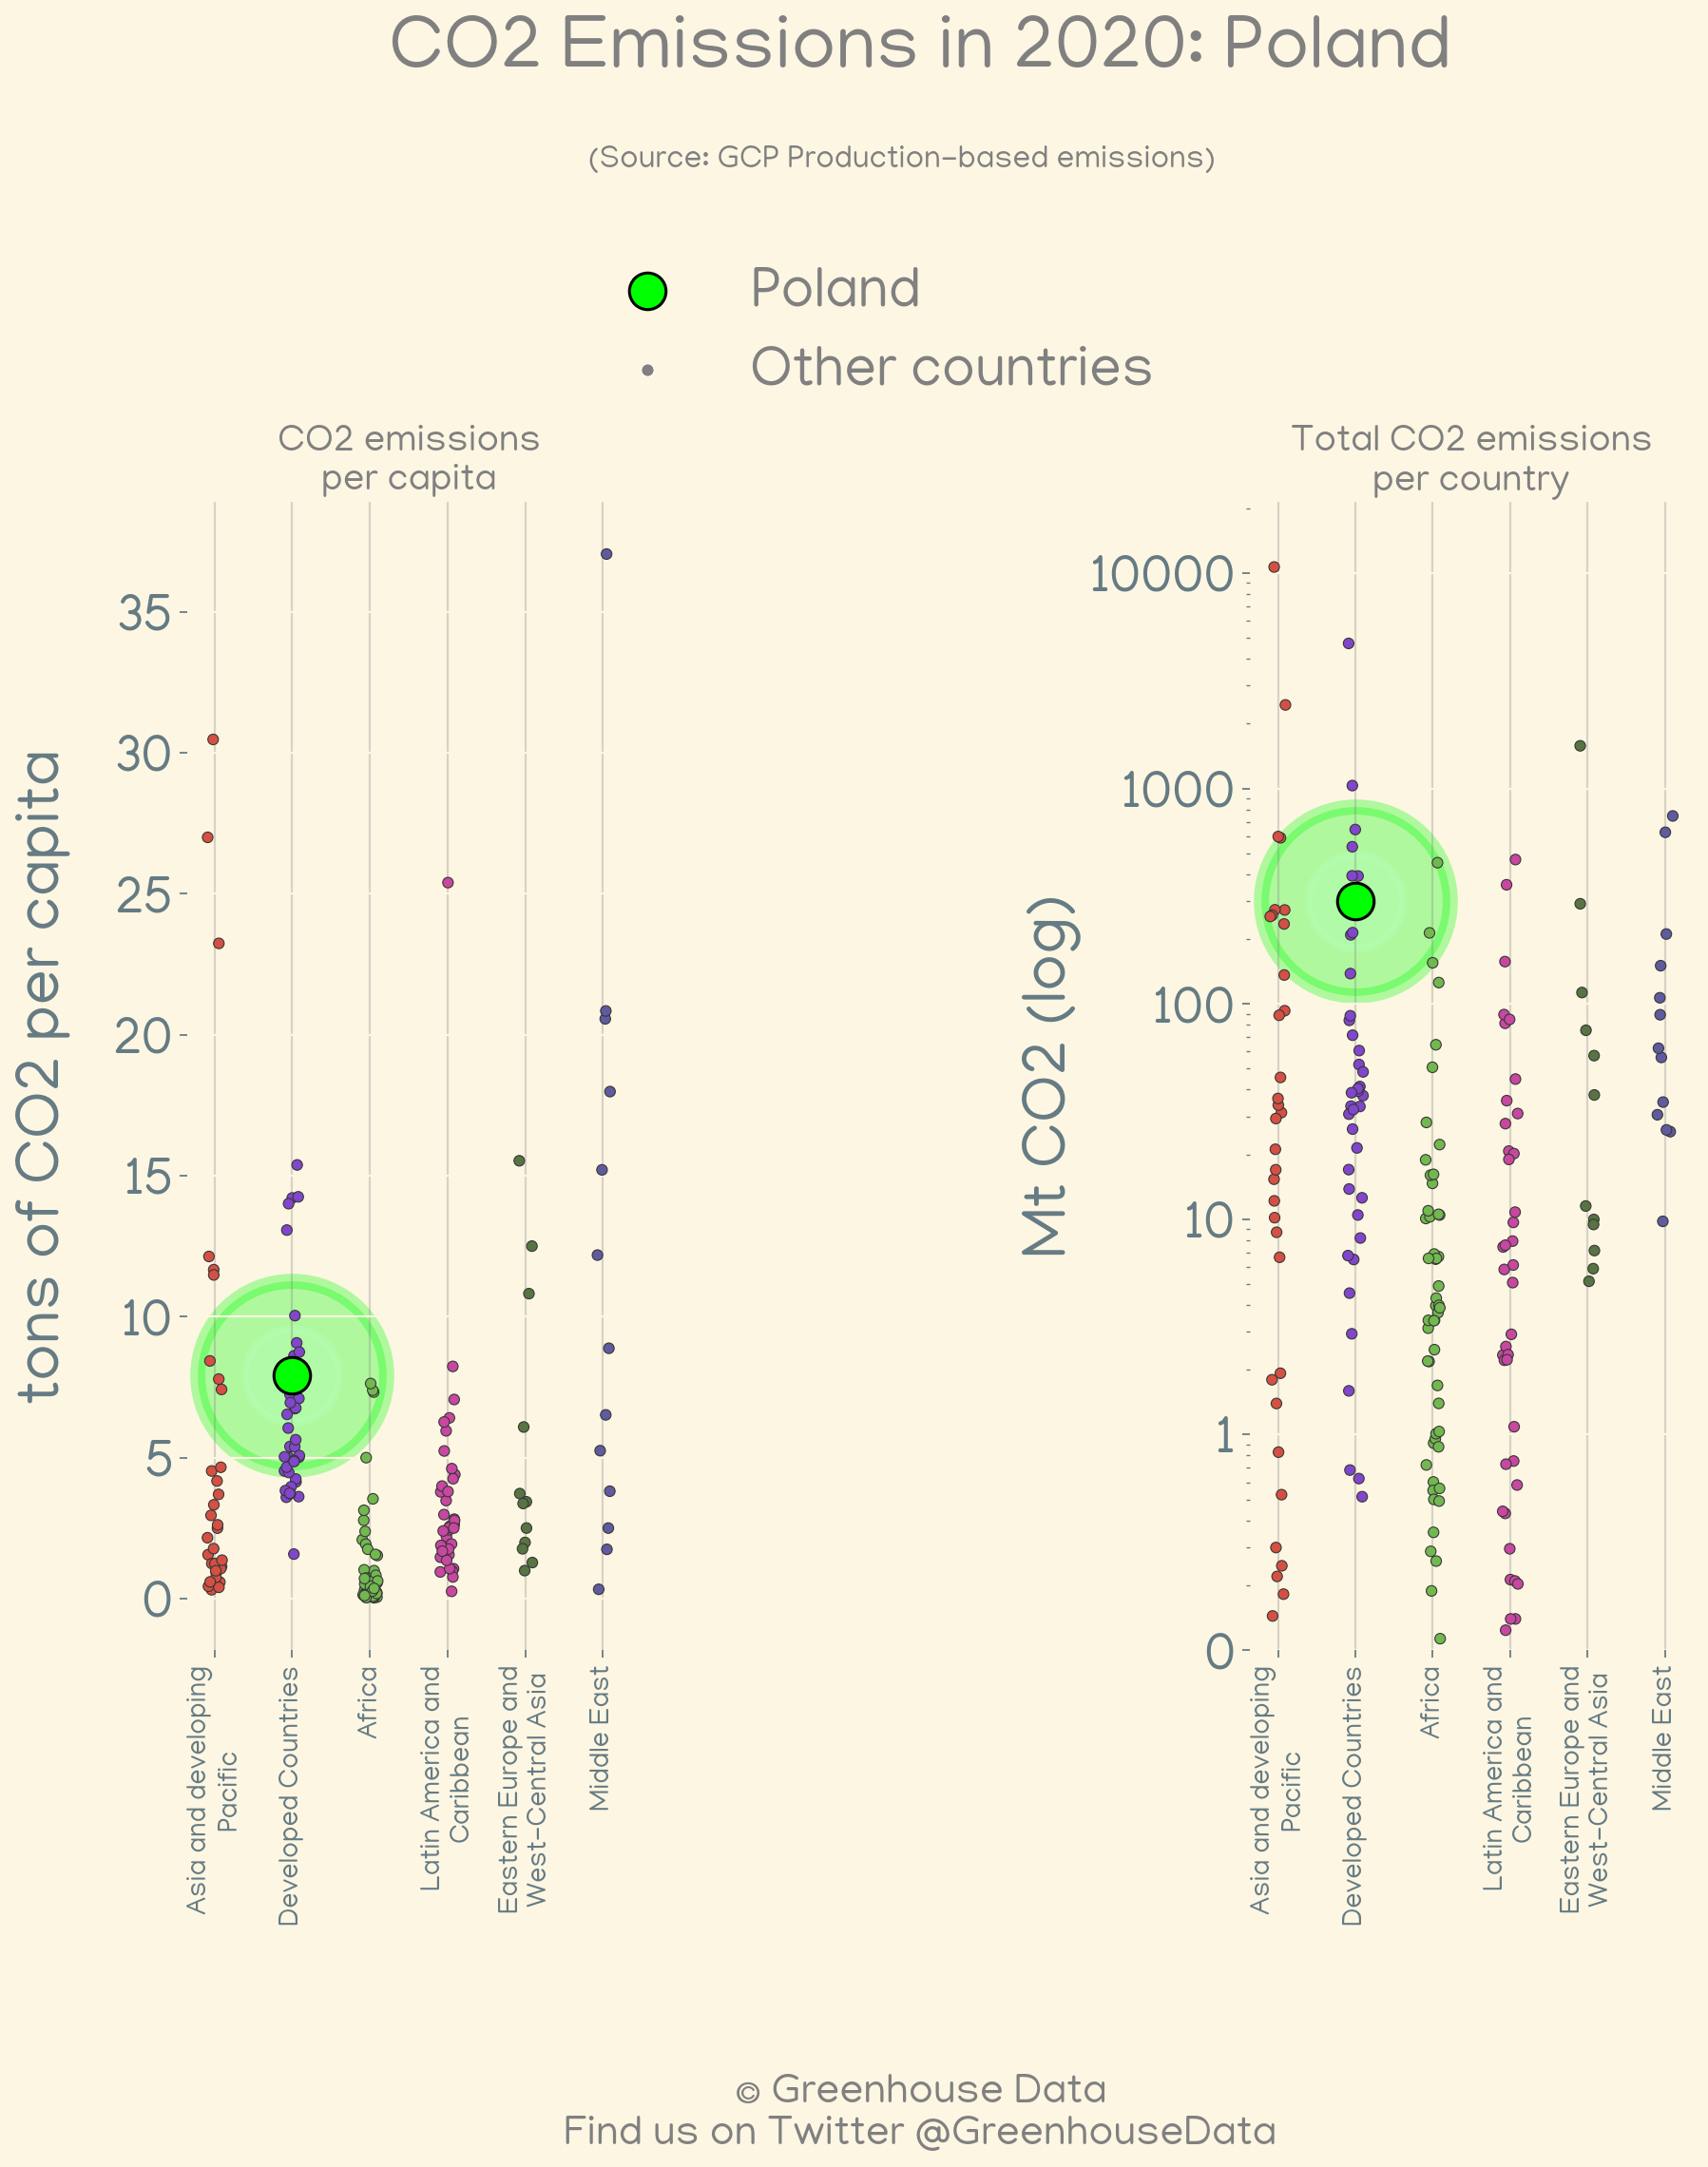 CO2 Emissions in 2020: Poland
(Source: GCP Production-based emissions)
Poland
Other countries
CO2 emissions
per capita
tons of CO2 per capita
35
30
25
20
15
10
5
0
Asia and developing
Pacific
Developed Countries
Africa
Latin America and
Caribbean
Eastern Europe and
West-Central Asia
Middle East
Total CO2 emissions
per country
Mt CO2 (log)
10000
1000
100
10
1
0
Asia and developing
Pacific
Developed Countries
Africa
Latin America and
Caribbean
Eastern Europe and
West-Central Asia
Middle East
© Greenhouse Data
Find us on Twitter @GreenhouseData